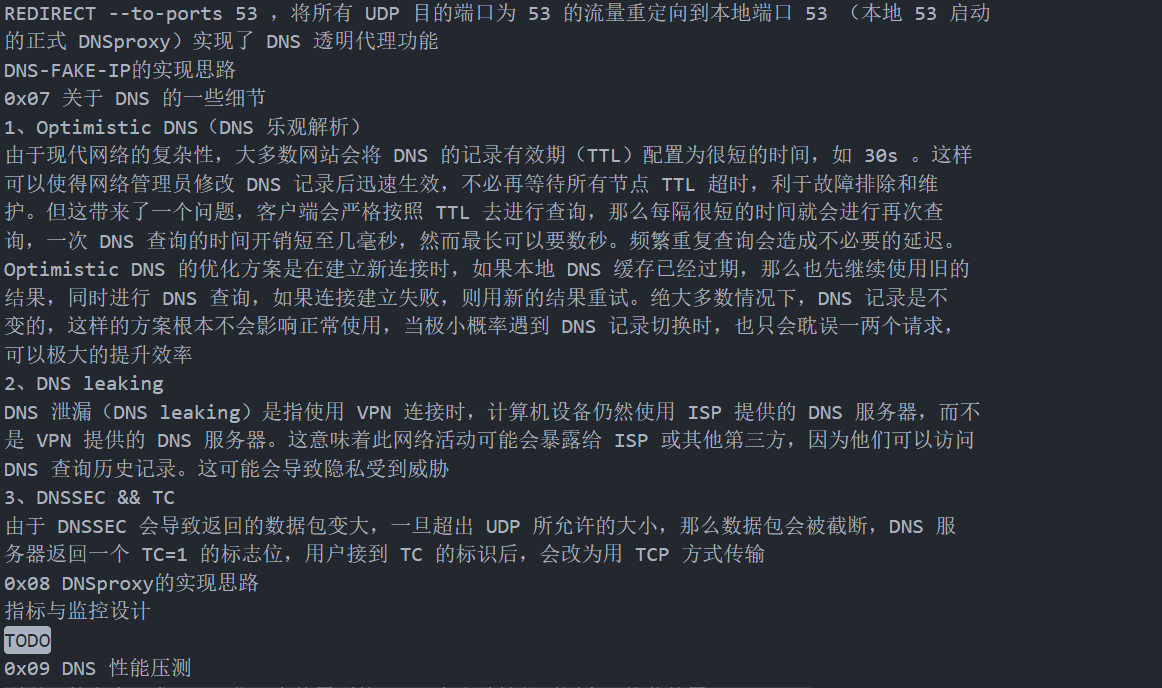 REDIRECT --to-ports 53 ，将所有 UDP 目的端口为 53 的流量重定向到本地端口 53 （本地 53 启动
的正式 DNSproxy）实现了 DNS 透明代理功能
DNS-FAKE-IP的实现思路
0x07 关于 DNS 的一些细节
1、Optimistic DNS（DNS 乐观解析）
由于现代网络的复杂性，大多数网站会将 DNS 的记录有效期（TTL）配置为很短的时间，如 30s 。这样
可以使得网络管理员修改 DNS 记录后迅速生效，不必再等待所有节点 TTL 超时，利于故障排除和维
护。但这带来了一个问题，客户端会严格按照 TTL 去进行查询，那么每隔很短的时间就会进行再次查
询，一次 DNS 查询的时间开销短至几毫秒，然而最长可以要数秒。频繁重复查询会造成不必要的延迟。
Optimistic DNS 的优化方案是在建立新连接时，如果本地 DNS 缓存已经过期，那么也先继续使用旧的
结果，同时进行 DNS 查询，如果连接建立失败，则用新的结果重试。绝大多数情况下，DNS 记录是不
变的，这样的方案根本不会影响正常使用，当极小概率遇到 DNS 记录切换时，也只会耽误一两个请求，
可以极大的提升效率
2、DNS leaking
DNS 泄漏（DNS leaking）是指使用 VPN 连接时，计算机设备仍然使用 ISP 提供的 DNS 服务器，而不
是 VPN 提供的 DNS 服务器。这意味着此网络活动可能会暴露给 ISP 或其他第三方，因为他们可以访问
DNS 查询历史记录。这可能会导致隐私受到威胁
3、DNSSEC && TC
由于 DNSSEC 会导致返回的数据包变大，一旦超出 UDP 所允许的大小，那么数据包会被截断，DNS 服
务器返回一个 TC=1 的标志位，用户接到 TC 的标识后，会改为用 TCP 方式传输
0x08 DNSproxy的实现思路
指标与监控设计
TODO
0x09 DNS 性能压测